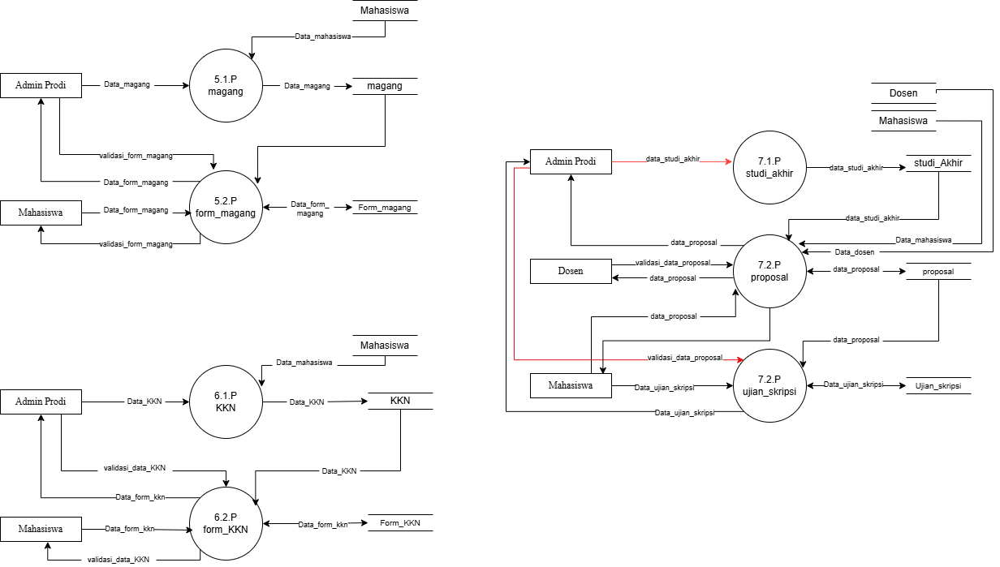 Mahasiswa
Data_mahasiswa
Admin Prodi
Data_magang
5.1.P
magang
Data_magang
magang
validasi_form_magang
Data_form_magang
Mahasiswa
Data_form_magang
5.2.P
form_magang
Data_form_
magang
Form_magang
validasi_form_magang
Mahasiswa
Data_mahasiswa
Admin Prodi
Data_KKN
6.1.P
KKN
Data_KKN
KKN
validasi_data_KKN
Data_KKN
Data_form_kkn
Mahasiswa
Data_form_kkn
6.2.P
form_KKN
Data_form_kkn
Form_KKN
validasi_data_KKN
Dosen
Mahasiswa
Admin Prodi
data_studi_akhir
7.1.P
studi_akhir
data_studi_akhir
studi_Akhir
data_studi_akhir
Data_mahasiswa
data_proposal
Data_dosen
Dosen
validasi_data_proposal
data_proposal
7.2.P
proposal
data_proposal
proposal
data_proposal
data_proposal
validasi_data_proposal
Mahasiswa
Data_ujian_skripsi
7.2.P
ujian_skripsi
Data_ujian_skripsi
Ujian_skripsi
Data_ujian_skripsi